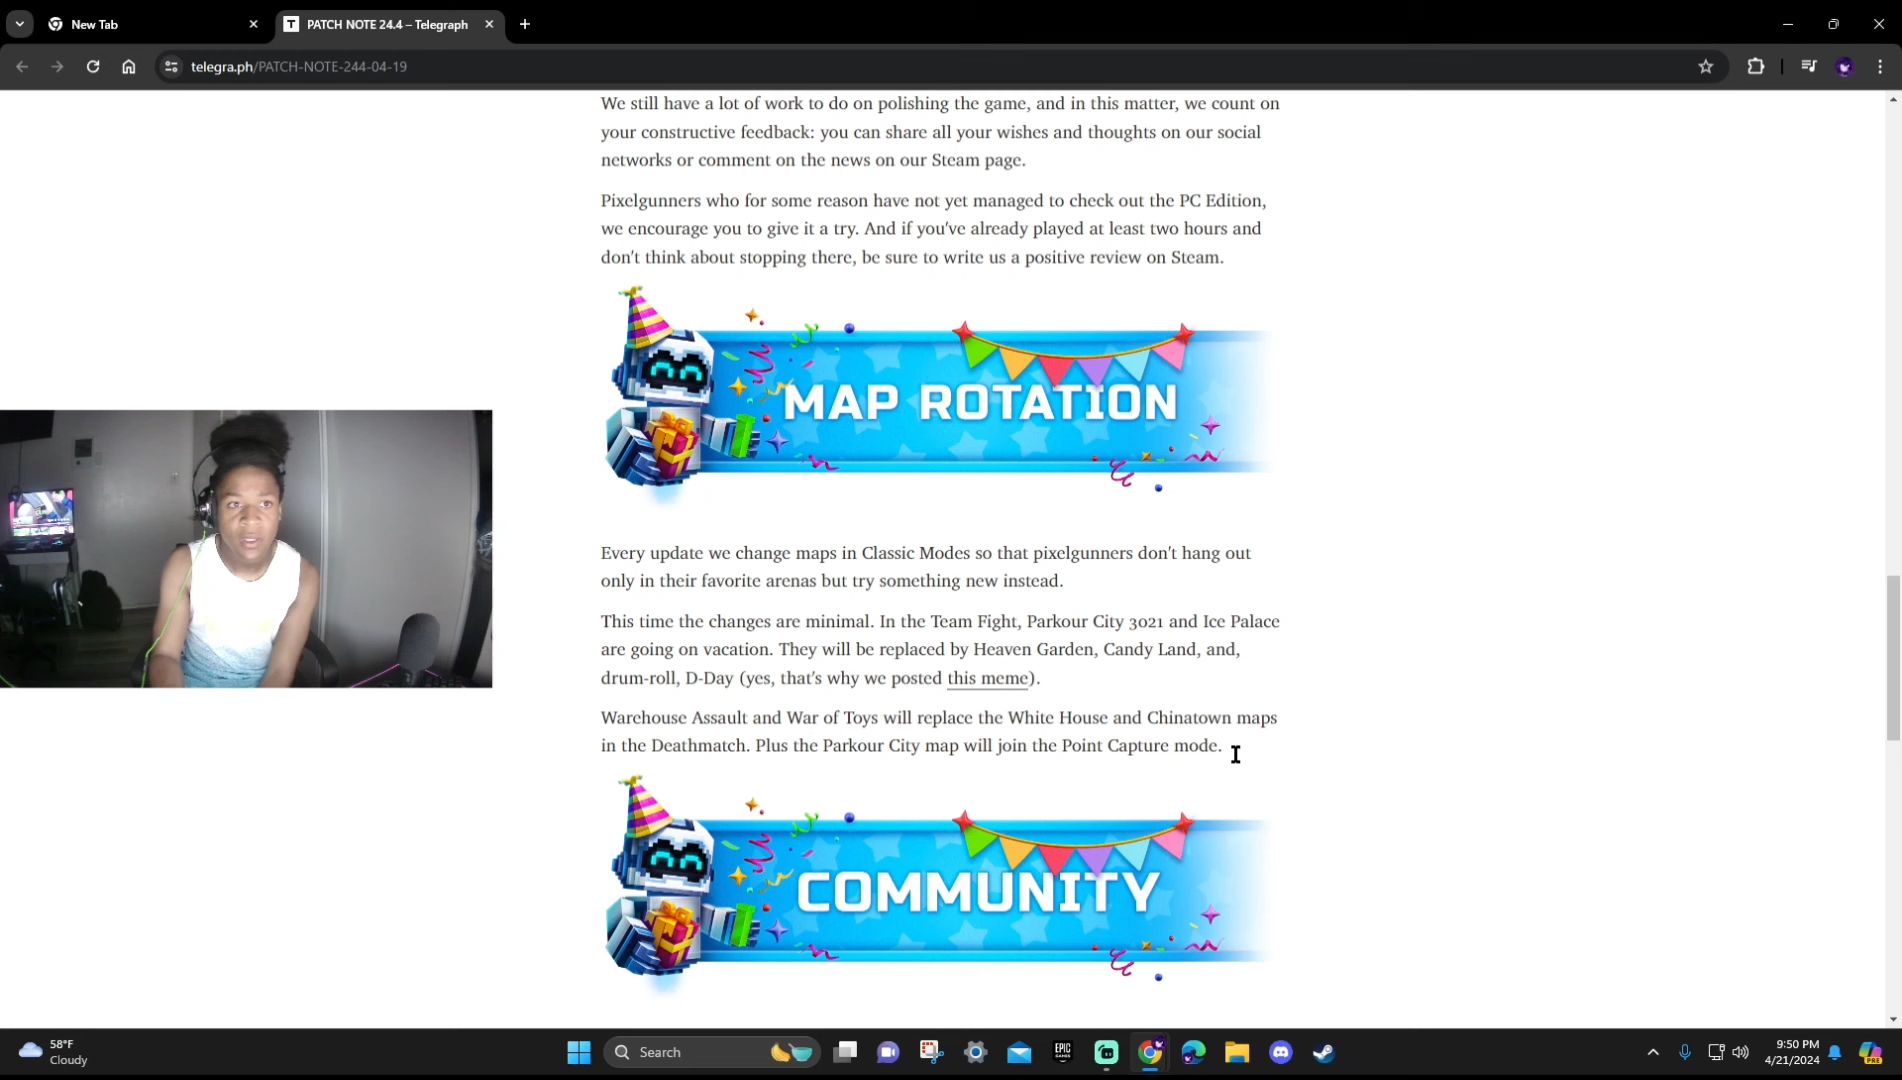 New Tab
PATCH NOTE 24.4 – Telegraph
telegra.ph/PATCH-NOTE-244-04-19
We still have a lot of work to do on polishing the game, and in this matter, we count on
your constructive feedback: you can share all your wishes and thoughts on our social
networks or comment on the news on our Steam page.
Pixelgunners who for some reason have not yet managed to check out the PC Edition,
we encourage you to give it a try. And if you've already played at least two hours and
don't think about stopping there, be sure to write us a positive review on Steam.
MAP ROTATION
Every update we change maps in Classic Modes so that pixelgunners don't hang out
only in their favorite arenas but try something new instead.
This time the changes are minimal. In the Team Fight, Parkour City 3021 and Ice Palace
are going on vacation. They will be replaced by Heaven Garden, Candy Land, and,
drum-roll, D-Day (yes, that's why we posted this meme).
Warehouse Assault and War of Toys will replace the White House and Chinatown maps
in the Deathmatch. Plus the Parkour City map will join the Point Capture mode.
COMMUNITY
58°F
Cloudy
Search
EPIC
GAMES
9:50 PM
4/21/2024
PRE